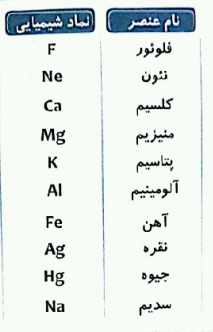 نام عنصر نماد شیمیایی
فلوئور F
نئون Ne
کلسیم Ca
منیزیم Mg
پتاسیم K
آلومینیم Al
آهن Fe
نقره Ag
جیوه Hg
سدیم Na